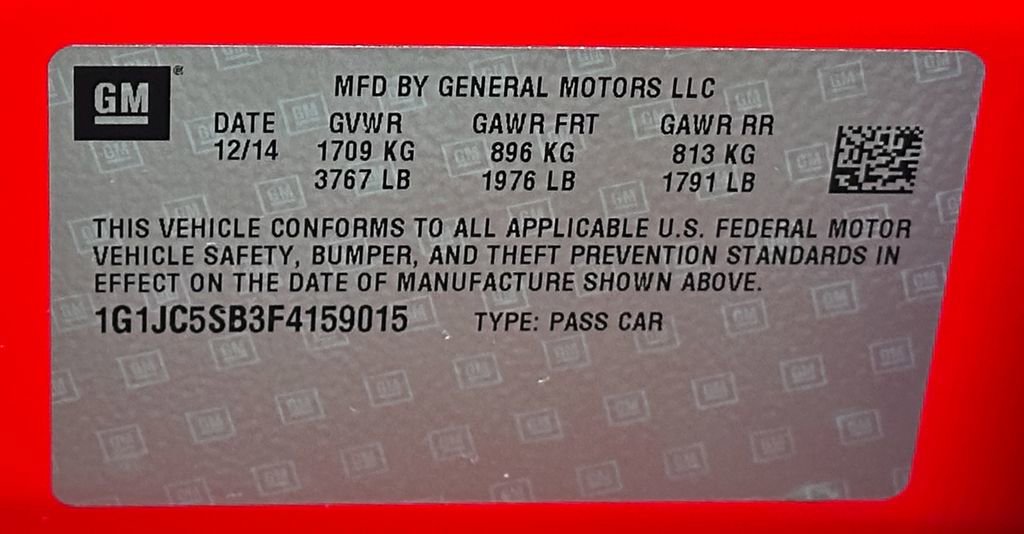 GM
MFD BY GENERAL MOTORS LLC
DATE GVWR GAWR FRT GAWR RR
12/14 1709 KG 896 KG 813 KG
3767 LB 1976 LB 1791 LB
THIS VEHICLE CONFORMS TO ALL APPLICABLE U.S. FEDERAL MOTOR
VEHICLE SAFETY, BUMPER, AND THEFT PREVENTION STANDARDS IN
EFFECT ON THE DATE OF MANUFACTURE SHOWN ABOVE.
1G1JC5SB3F4159015 TYPE: PASS CAR